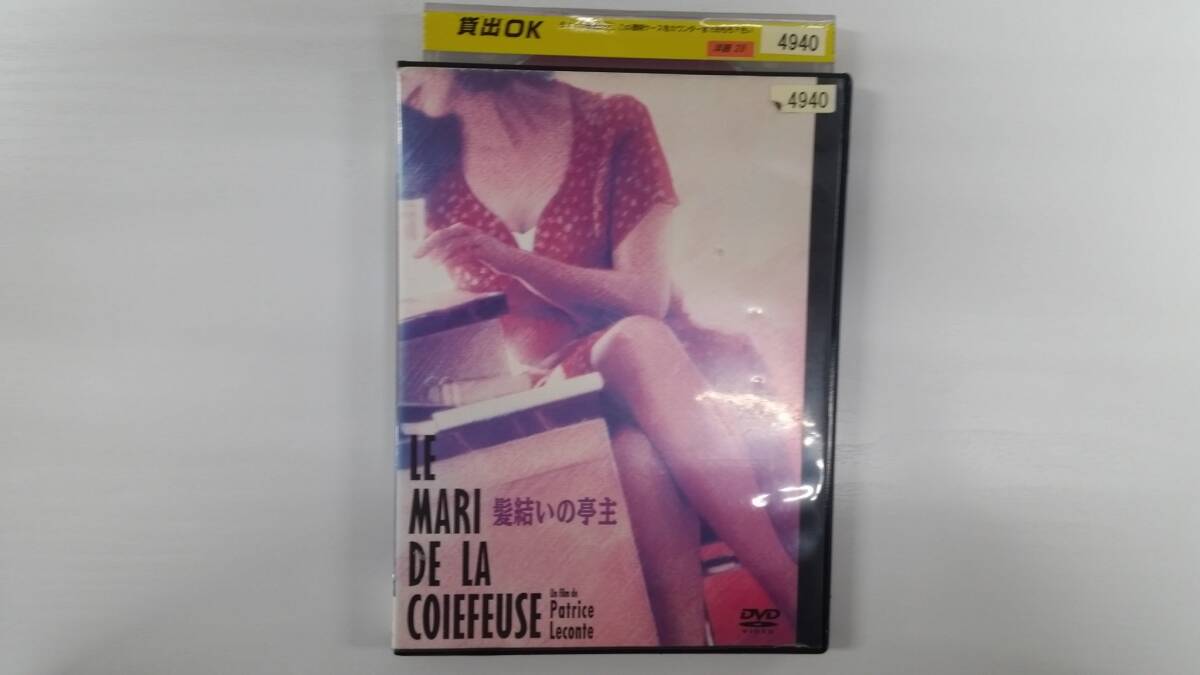 貸出OK
4940
4940
LE
MARI
髪結いの亭主
DE LA
COIEFEUSE
Un film de
Patrice
Leconte
DVD
VIDEO